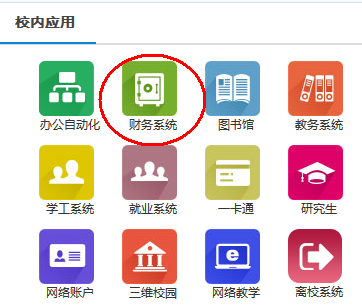 校内应用
办公自动化 财务系统 图书馆 教务系统
学工系统 就业系统 一卡通 研究生
网络账户 三维校园 网络教学 离校系统